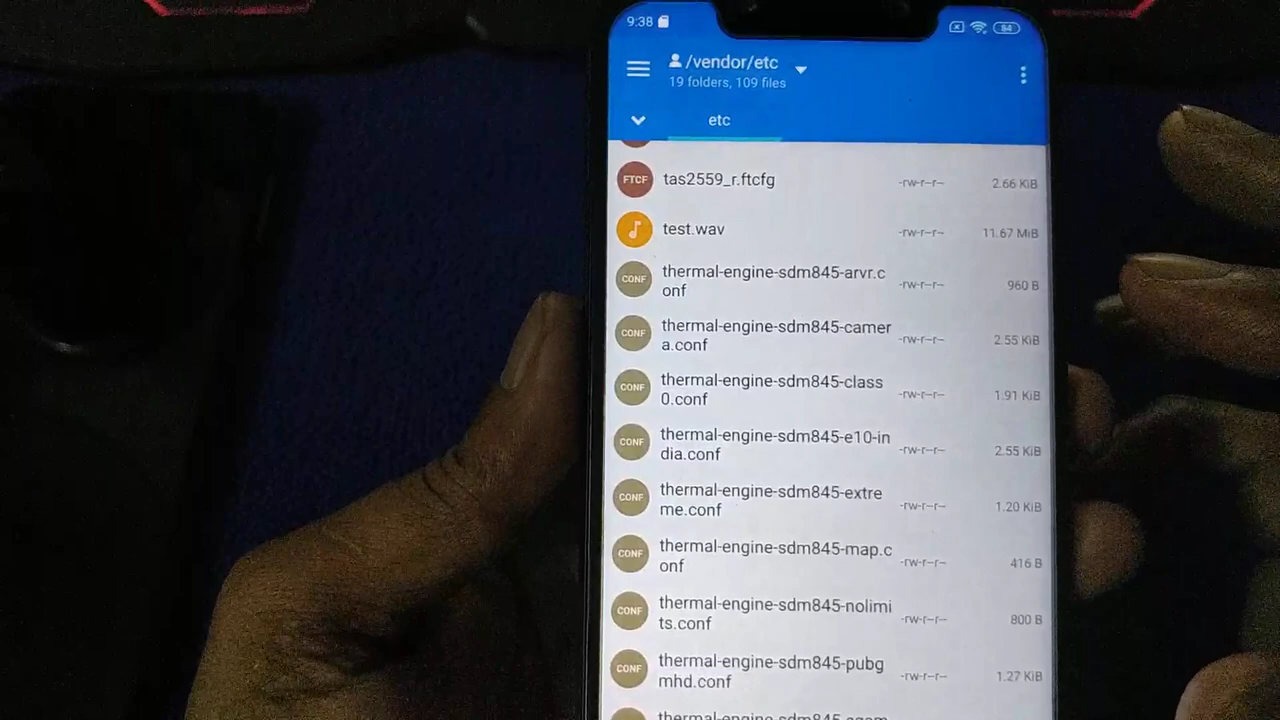 9:38
84
/vendor/etc
19 folders, 109 files
etc
FTCF tas2559_r.ftcfg -rw-r--r-- 2.66 KiB
test.wav -rw-r--r-- 11.67 MiB
CONF thermal-engine-sdm845-arvr.c
onf -rw-r--r-- 960 B
CONF thermal-engine-sdm845-camer
a.conf -rw-r--r-- 2.55 KiB
CONF thermal-engine-sdm845-class
0.conf -rw-r--r-- 1.91 KiB
CONF thermal-engine-sdm845-e10-in
dia.conf -rw-r--r-- 2.55 KiB
CONF thermal-engine-sdm845-extre
me.conf -rw-r--r-- 1.20 KiB
CONF thermal-engine-sdm845-map.c
onf -rw-r--r-- 416 B
CONF thermal-engine-sdm845-nolimi
ts.conf -rw-r--r-- 800 B
CONF thermal-engine-sdm845-pubg
mhd.conf -rw-r--r-- 1.27 KiB